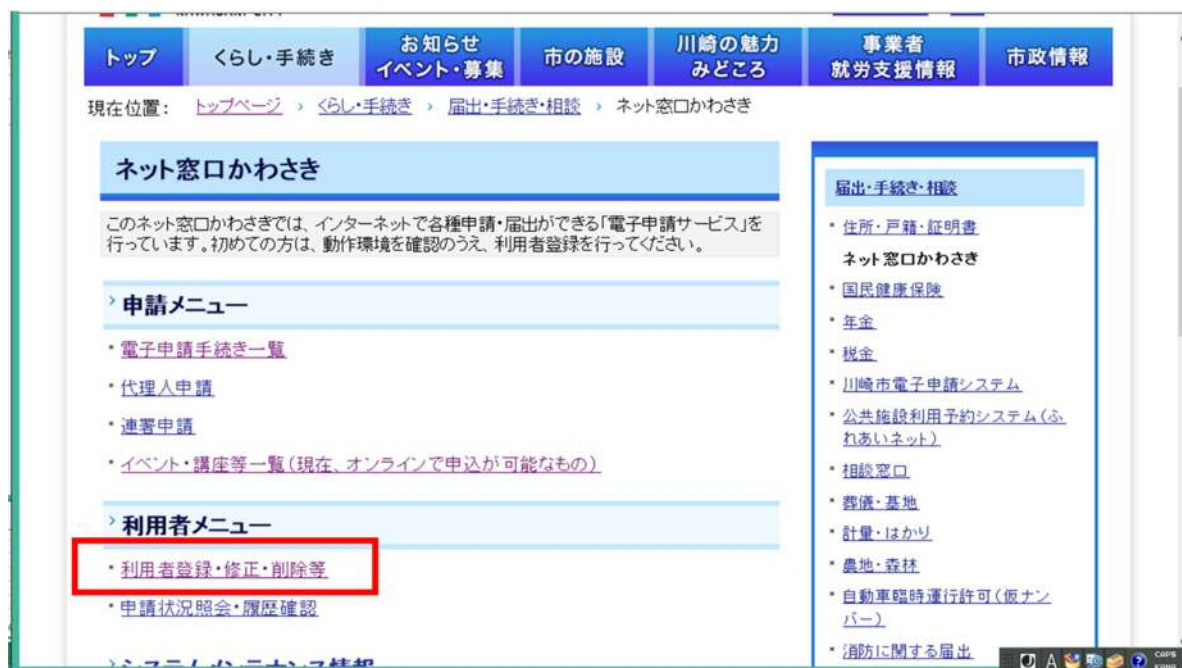 トップ
くらし・手続き
お知らせ
イベント・募集
市の施設
川崎の魅力
みどころ
事業者
就労支援情報
市政情報
現在位置： トップページ › くらし・手続き › 届出・手続き・相談 › ネット窓口かわさき
ネット窓口かわさき
このネット窓口かわさきでは、インターネットで各種申請・届出ができる「電子申請サービス」を
行っています。初めての方は、動作環境を確認のうえ、利用者登録を行ってください。
申請メニュー
電子申請手続き一覧
代理人申請
連署申請
イベント・講座等一覧（現在、オンラインで申込が可能なもの）
利用者メニュー
利用者登録・修正・削除等
申請状況照会・履歴確認
届出・手続き・相談
住所・戸籍・証明書
ネット窓口かわさき
国民健康保険
年金
税金
川崎市電子申請システム
公共施設利用予約システム（ふ
れあいネット）
相談窓口
葬儀・墓地
計量・はかり
農地・森林
自動車臨時運行許可（仮ナン
バー）
消防に関する届出
A
CAPS